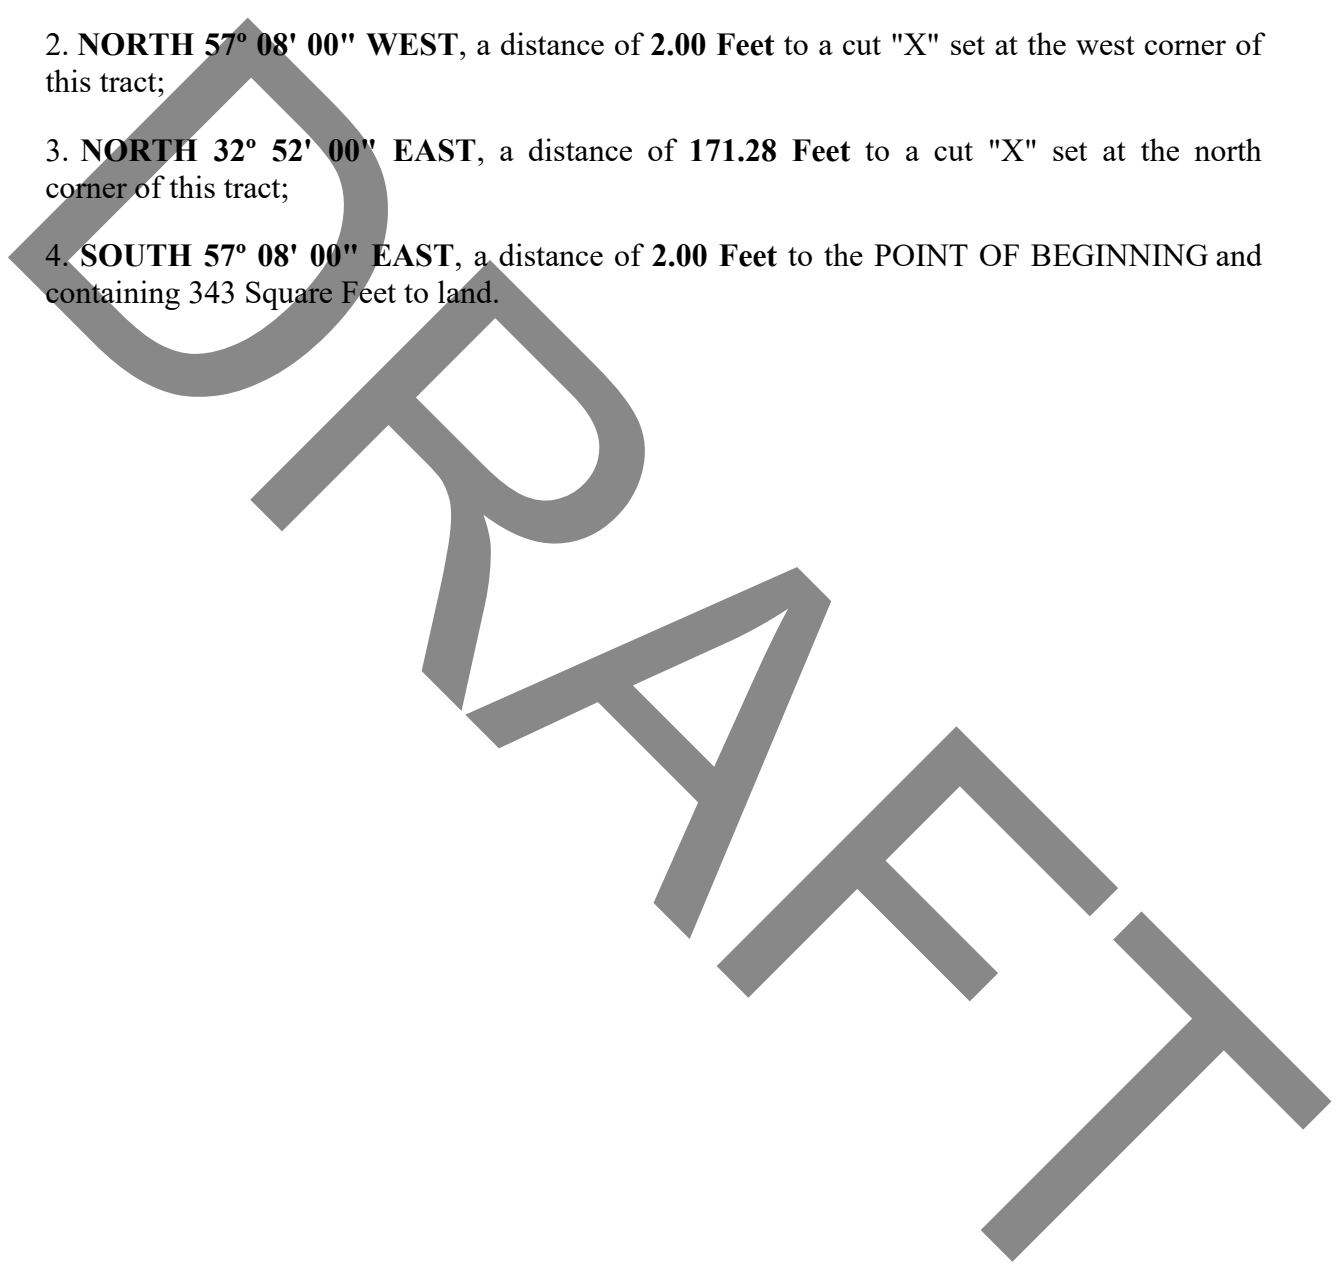 2. NORTH 57º 08' 00" WEST, a distance of 2.00 Feet to a cut "X" set at the west corner of
this tract;
3. NORTH 32º 52' 00" EAST, a distance of 171.28 Feet to a cut "X" set at the north
corner of this tract;
4. SOUTH 57º 08' 00" EAST, a distance of 2.00 Feet to the POINT OF BEGINNING and
containing 343 Square Feet to land.
DRAFT